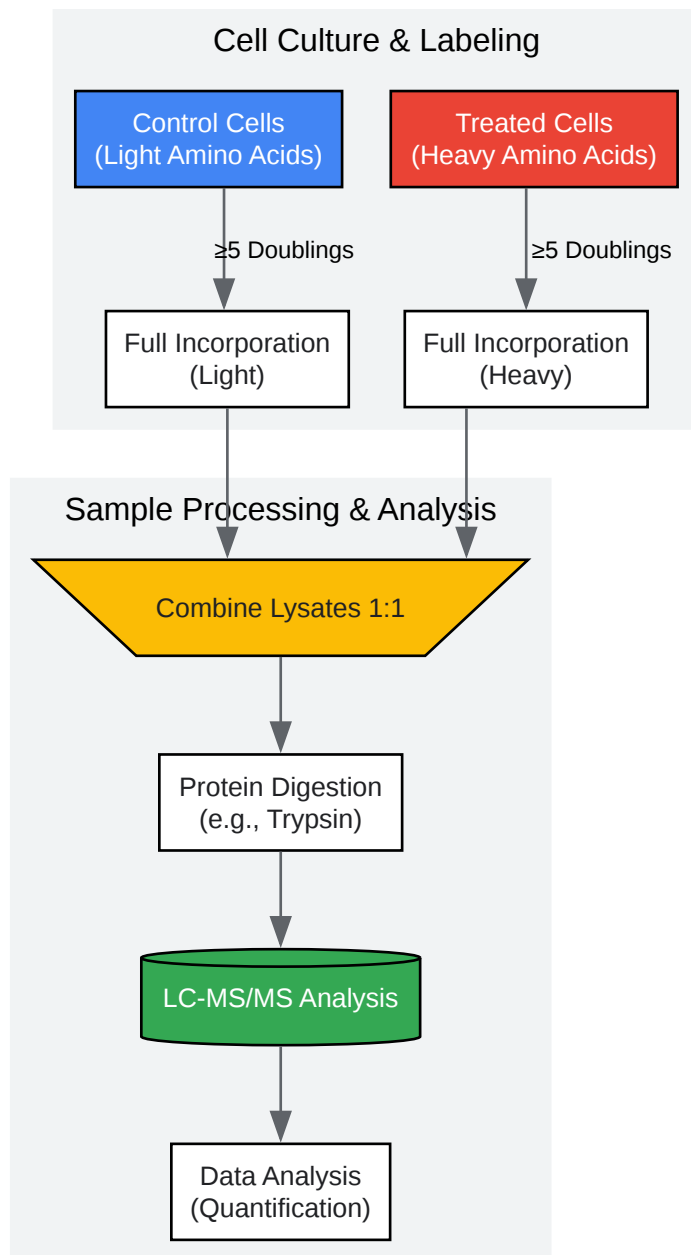 Cell Culture & Labeling
Control Cells
(Light Amino Acids)
Treated Cells
(Heavy Amino Acids)
≥5 Doublings
≥5 Doublings
Full Incorporation
(Light)
Full Incorporation
(Heavy)
Sample Processing & Analysis
Combine Lysates 1:1
Protein Digestion
(e.g., Trypsin)
LC-MS/MS Analysis
Data Analysis
(Quantification)